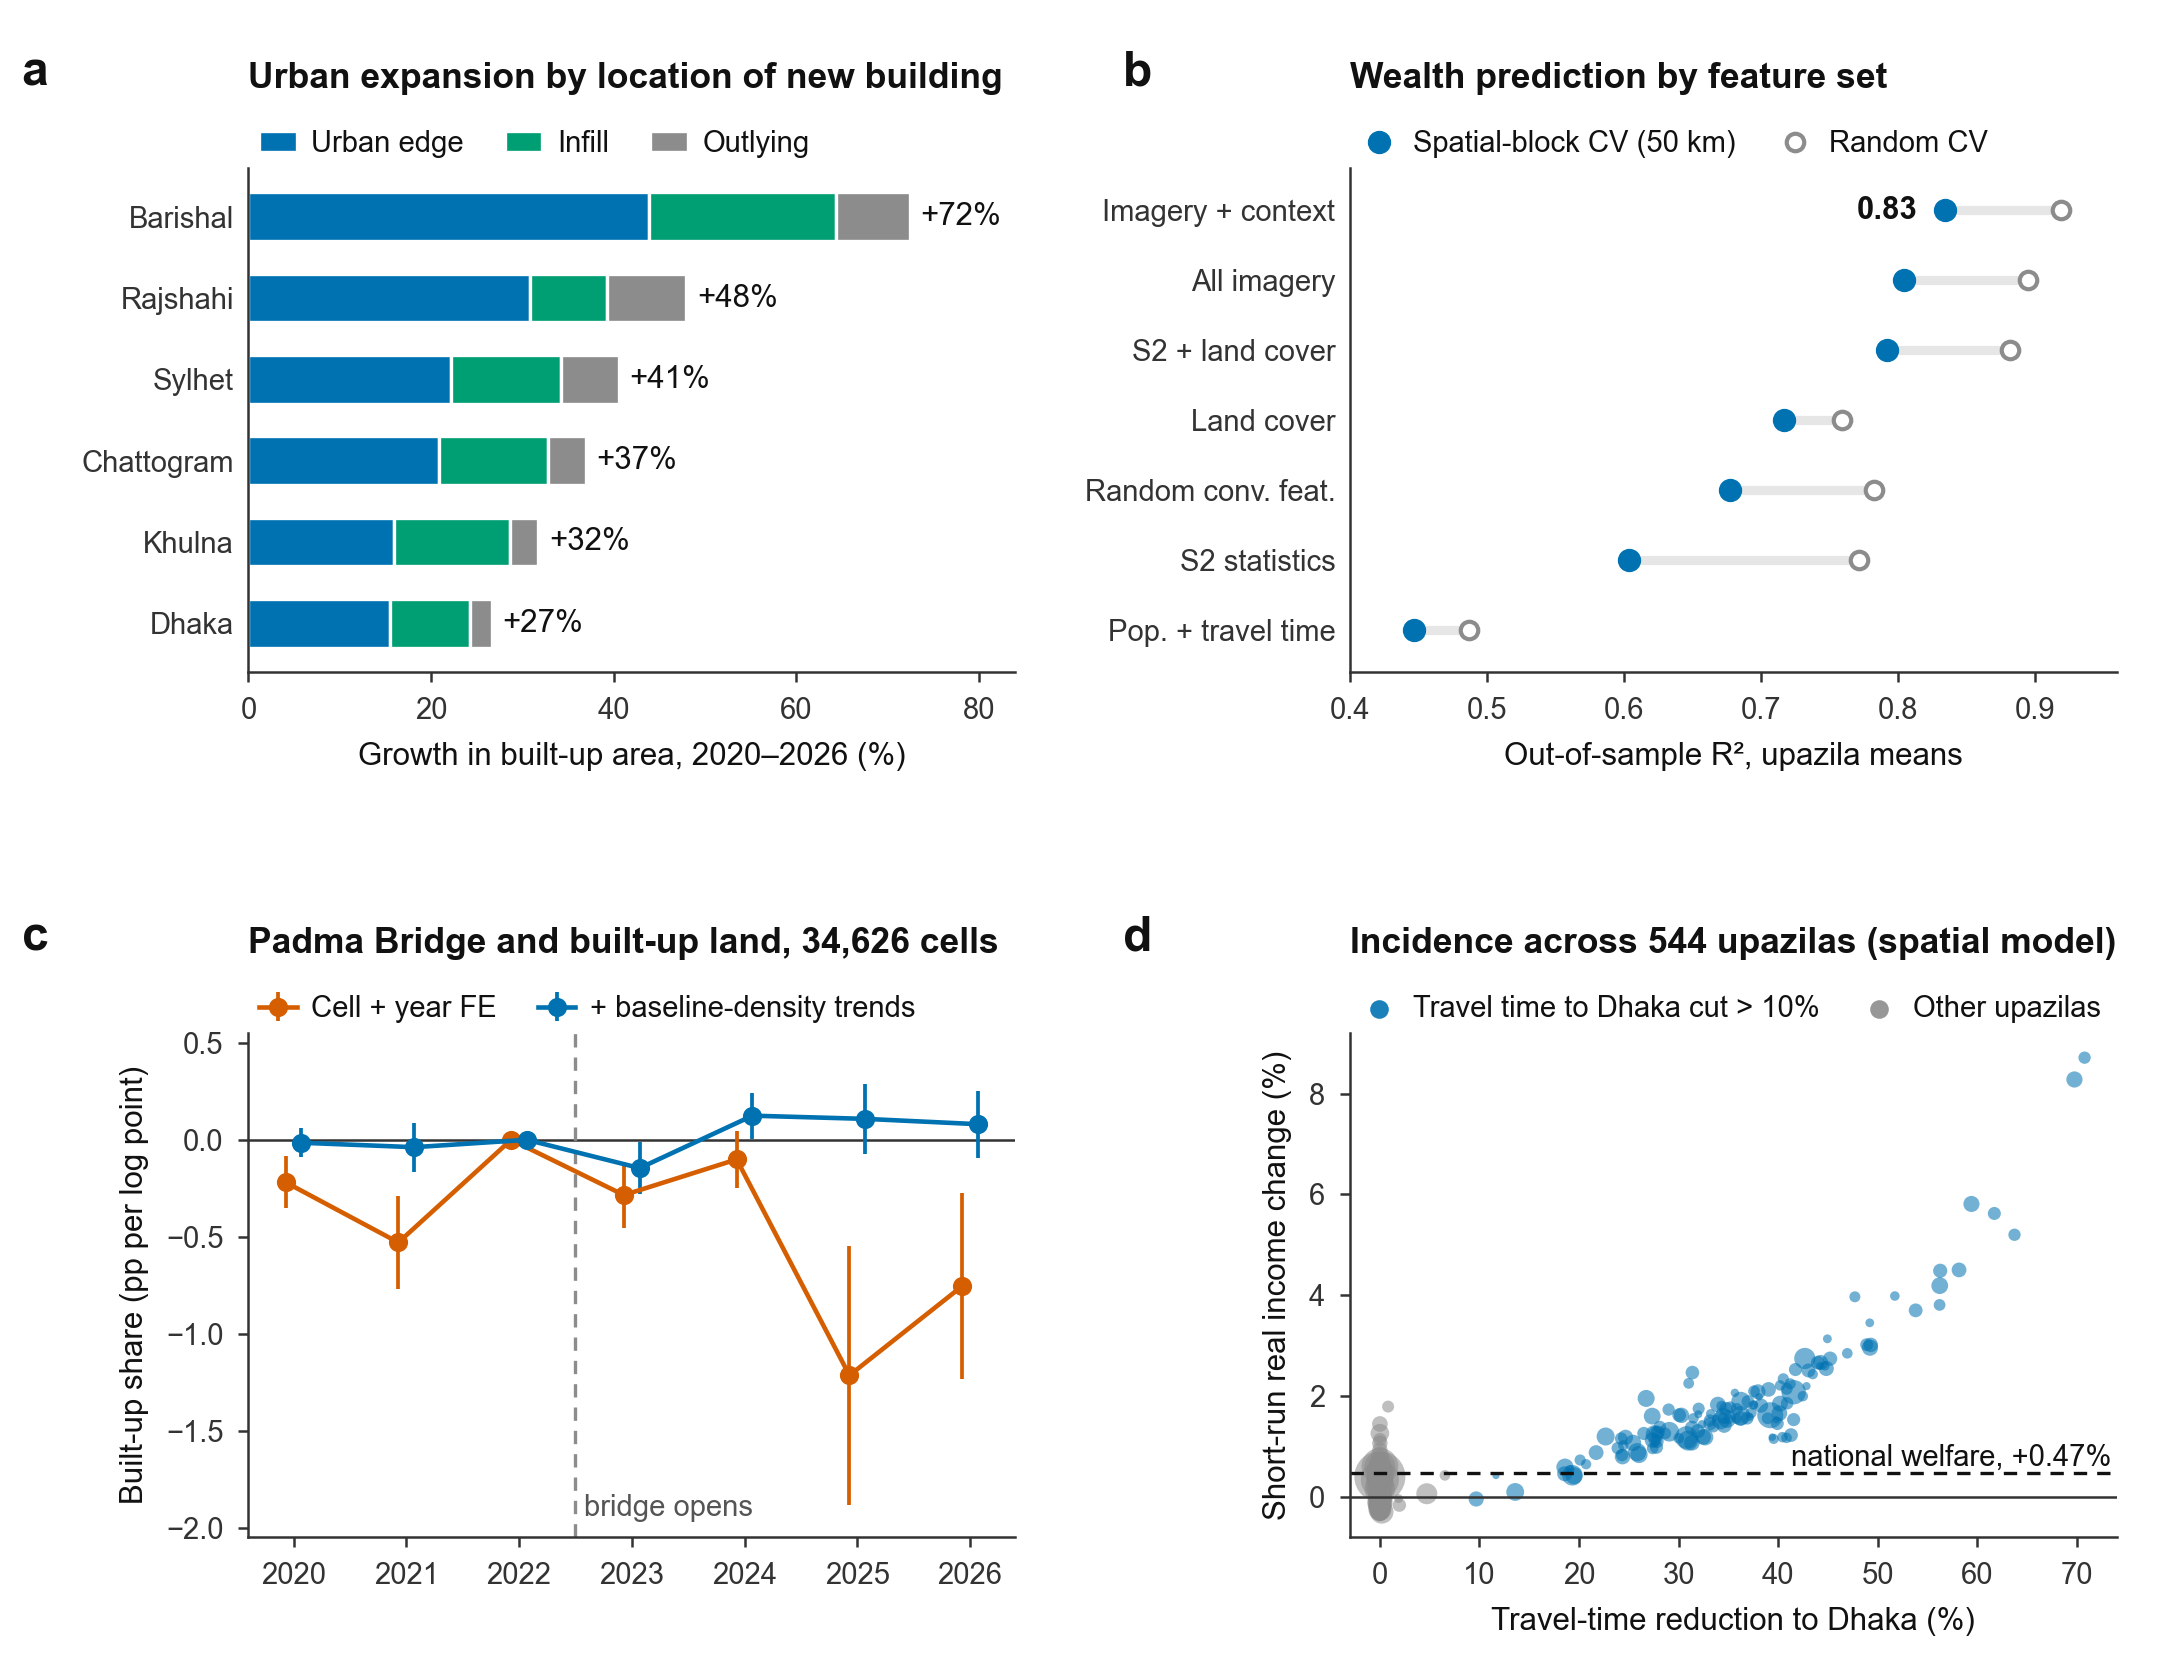 a
Urban expansion by location of new building
Urban edge
Infill
Outlying
Barishal
+72%
Rajshahi
+48%
Sylhet
+41%
Chattogram
+37%
Khulna
+32%
Dhaka
+27%
0 20 40 60 80
Growth in built-up area, 2020–2026 (%)
b
Wealth prediction by feature set
Spatial-block CV (50 km)
Random CV
Imagery + context
0.83
All imagery
S2 + land cover
Land cover
Random conv. feat.
S2 statistics
Pop. + travel time
0.4 0.5 0.6 0.7 0.8 0.9
Out-of-sample R², upazila means
c
Padma Bridge and built-up land, 34,626 cells
Cell + year FE
+ baseline-density trends
Built-up share (pp per log point)
0.5
0.0
−0.5
−1.0
−1.5
−2.0
bridge opens
2020 2021 2022 2023 2024 2025 2026
d
Incidence across 544 upazilas (spatial model)
Travel time to Dhaka cut > 10%
Other upazilas
Short-run real income change (%)
8
6
4
2
0
national welfare, +0.47%
0 10 20 30 40 50 60 70
Travel-time reduction to Dhaka (%)